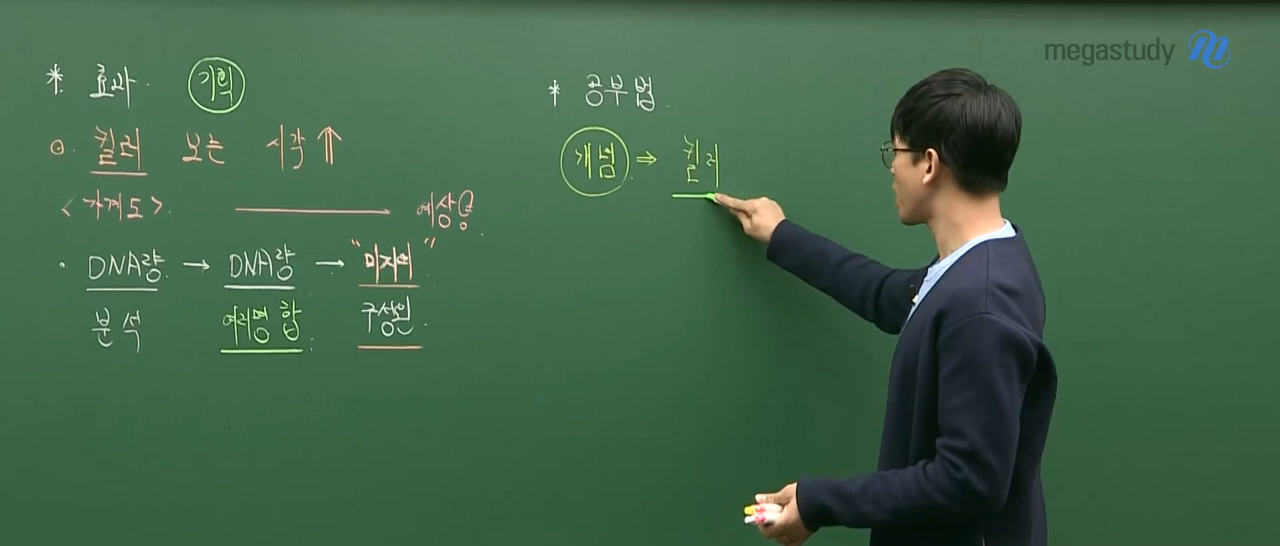 megastudy
* 효과. 기획
⊙. 킬러 보는 시각 ⇑
<가계도>. → 예상용.
· DNA량. → DNA량 → "미지의".
분석 여러명 합. 구성원.
* 공부법.
개념. ⇒ 킬러